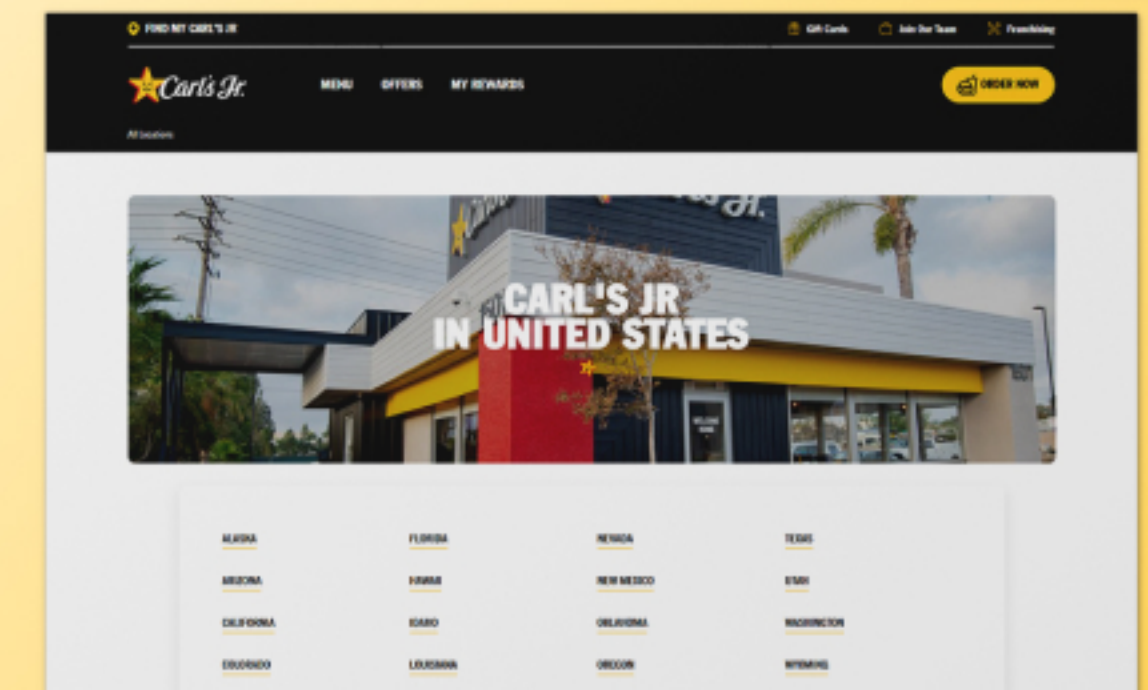 FIND MY CARL'S JR
Gift Cards Join Our Team Franchising
Carl's Jr. MENU OFFERS MY REWARDS ORDER NOW
All Locations
Jr.
CARL'S JR
IN UNITED STATES
WELCOME
ALASKA FLORIDA NEVADA TEXAS
ARIZONA HAWAII NEW MEXICO UTAH
CALIFORNIA IDAHO OKLAHOMA WASHINGTON
COLORADO LOUISIANA OREGON WYOMING